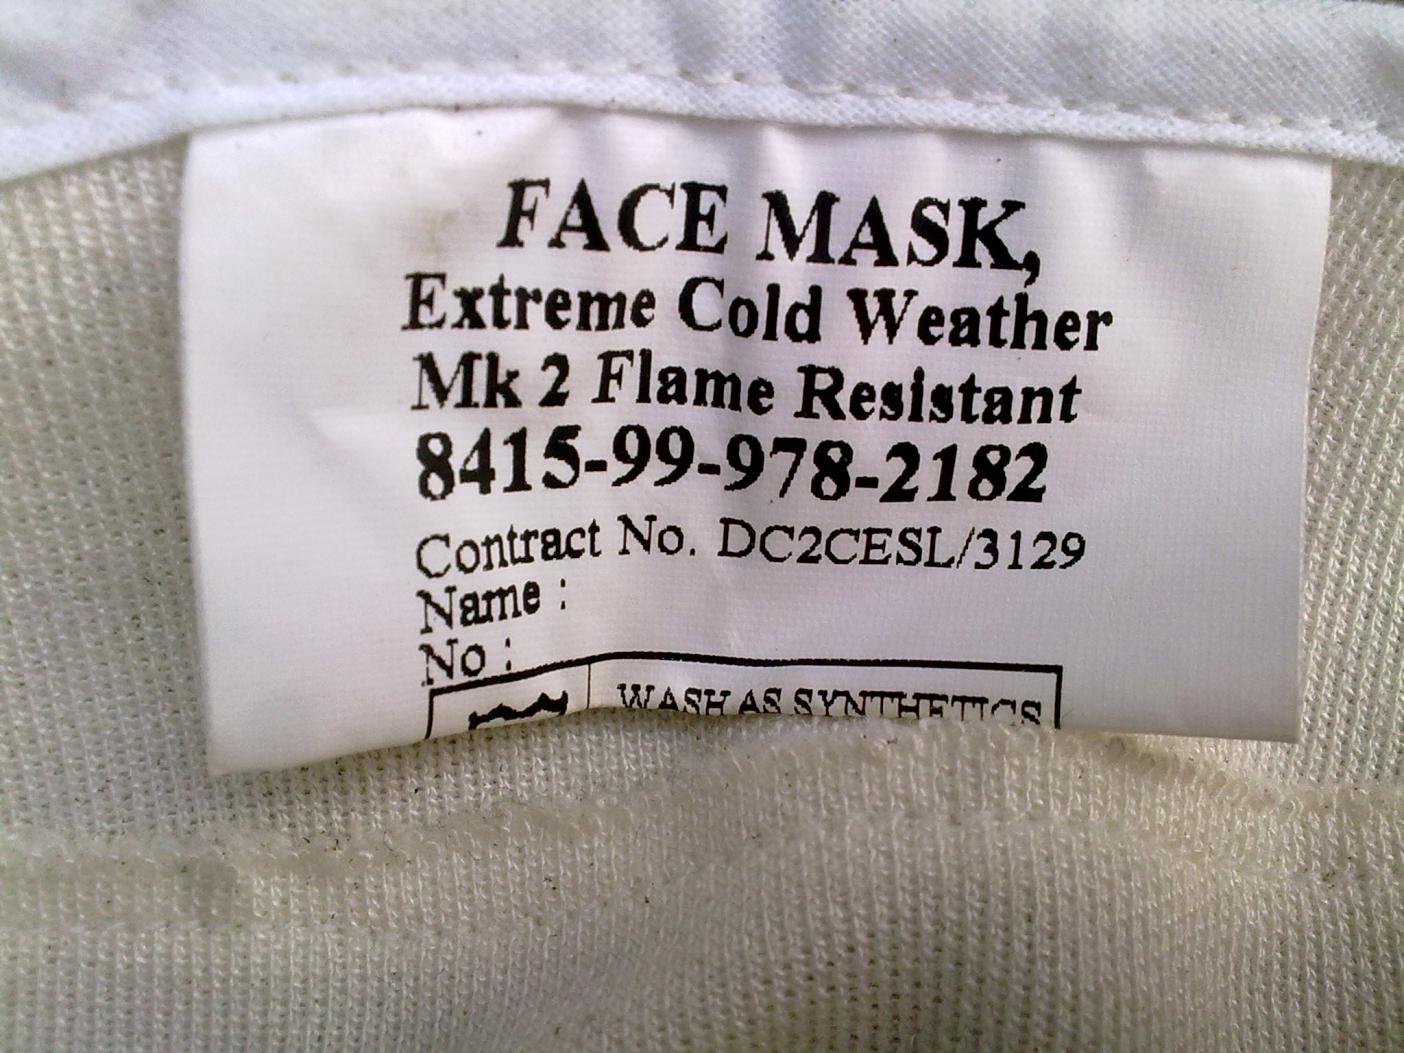 FACE MASK,
Extreme Cold Weather
Mk 2 Flame Resistant
8415-99-978-2182
Contract No. DC2CESL/3129
Name :
No :
WASH AS SYNTHETICS